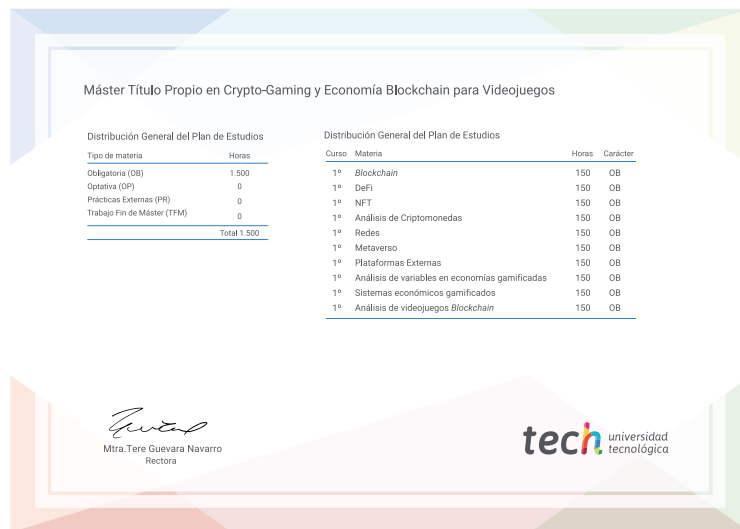 Máster Título Propio en Crypto-Gaming y Economía Blockchain para Videojuegos
Distribución General del Plan de Estudios
Tipo de materia Horas
Obligatoria (OB) 1.500
Optativa (OP) 0
Prácticas Externas (PR) 0
Trabajo Fin de Máster (TFM) 0
Total 1.500
Distribución General del Plan de Estudios
Curso Materia Horas Carácter
1º Blockchain 150 OB
1º DeFi 150 OB
1º NFT 150 OB
1º Análisis de Criptomonedas 150 OB
1º Redes 150 OB
1º Metaverso 150 OB
1º Plataformas Externas 150 OB
1º Análisis de variables en economías gamificadas 150 OB
1º Sistemas económicos gamificados 150 OB
1º Análisis de videojuegos Blockchain 150 OB
Mtra.Tere Guevara Navarro
Rectora
tech universidad
tecnológica